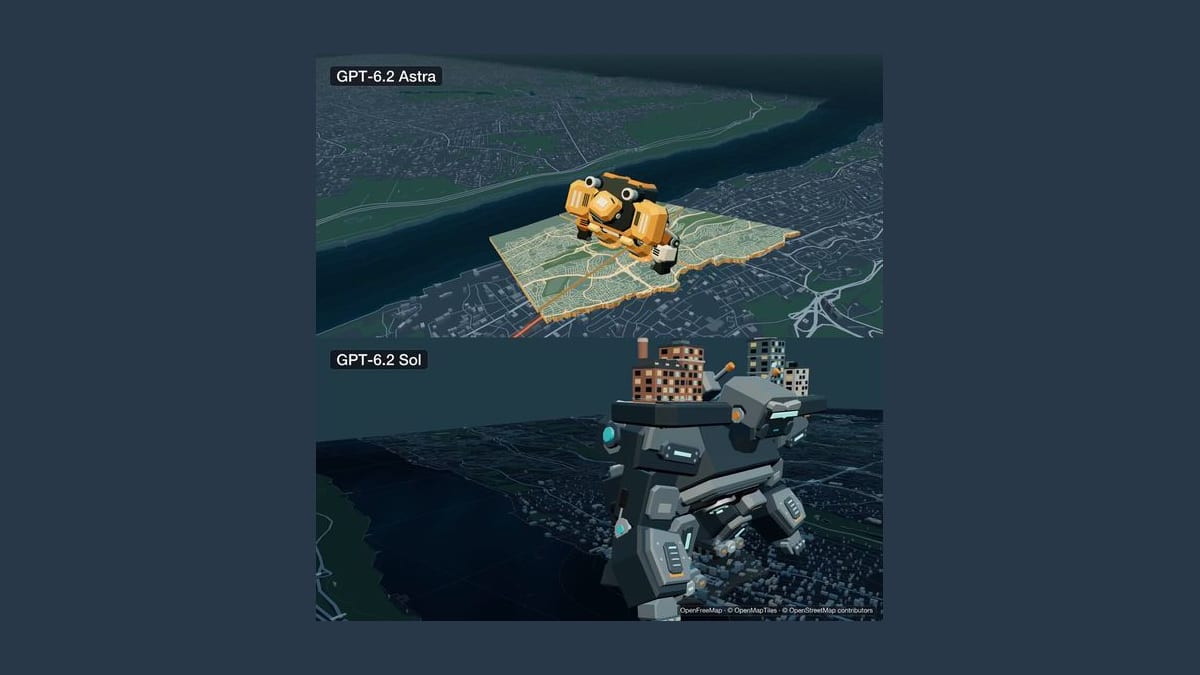 GPT-6.2 Astra
GPT-6.2 Sol
OpenFreeMap · © OpenMapTiles · © OpenStreetMap contributors